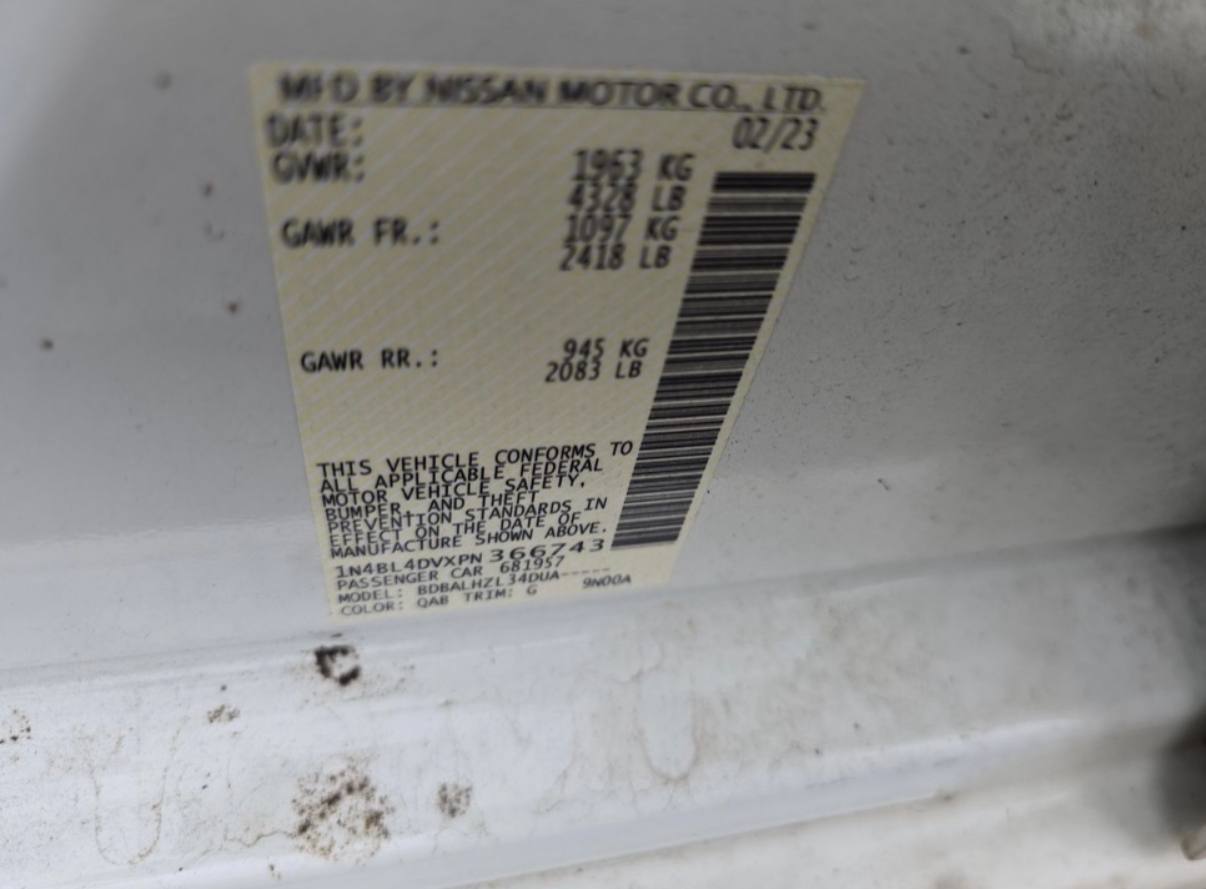 MFD BY NISSAN MOTOR CO., LTD.
DATE: 02/23
GVWR: 1963 KG
4328 LB
GAWR FR.: 1097 KG
2418 LB
GAWR RR.: 945 KG
2083 LB
THIS VEHICLE CONFORMS TO
ALL APPLICABLE FEDERAL
MOTOR VEHICLE SAFETY,
BUMPER, AND THEFT
PREVENTION STANDARDS IN
EFFECT ON THE DATE OF
MANUFACTURE SHOWN ABOVE.
1N4BL4DVXPN366743
PASSENGER CAR 681957
MODEL: BDBALHZL34DUA-----
COLOR: QAB TRIM: G 9N00A